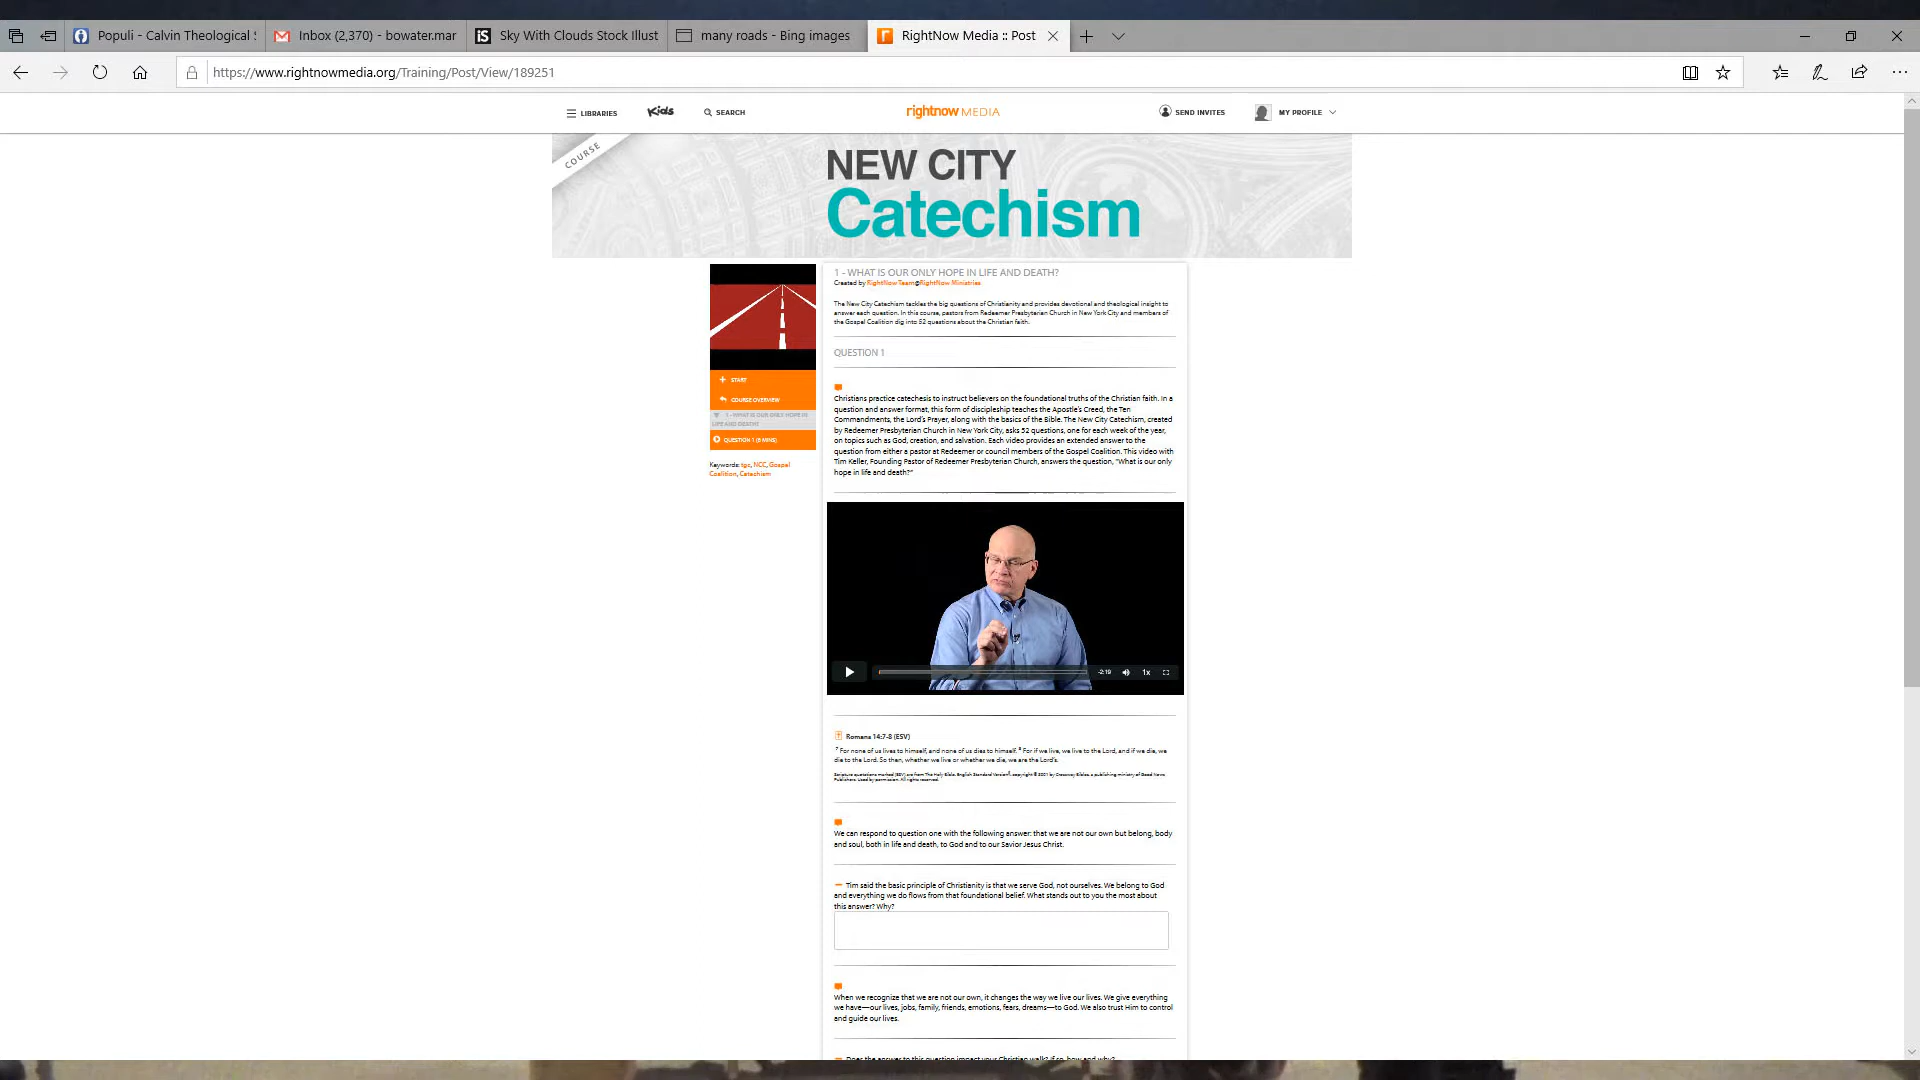 Populi - Calvin Theological S
Inbox (2,370) - bowater.mar
Sky With Clouds Stock Illust
many roads - Bing images
RightNow Media :: Post
https://www.rightnowmedia.org/Training/Post/View/189251
LIBRARIES
Kids
SEARCH
rightnow MEDIA
SEND INVITES
MY PROFILE
COURSE
NEW CITY
Catechism
START
COURSE OVERVIEW
1 - WHAT IS OUR ONLY HOPE IN
LIFE AND DEATH?
QUESTION 1 (6 MINS)
Keywords: tgc, NCC, Gospel
Coalition, Catechism
1 - WHAT IS OUR ONLY HOPE IN LIFE AND DEATH?
Created by RightNow Team@RightNow Ministries
The New City Catechism tackles the big questions of Christianity and provides devotional and theological insight to
answer each question. In this course, pastors from Redeemer Presbyterian Church in New York City and members of
the Gospel Coalition dig into 52 questions about the Christian faith.
QUESTION 1
Christians practice catechesis to instruct believers on the foundational truths of the Christian faith. In a
question and answer format, this form of discipleship teaches the Apostle's Creed, the Ten
Commandments, the Lord's Prayer, along with the basics of the Bible. The New City Catechism, created
by Redeemer Presbyterian Church in New York City, asks 52 questions, one for each week of the year,
on topics such as God, creation, and salvation. Each video provides an extended answer to the
question from either a pastor at Redeemer or council members of the Gospel Coalition. This video with
Tim Keller, Founding Pastor of Redeemer Presbyterian Church, answers the question, "What is our only
hope in life and death?"
-2:19
1x
Romans 14:7-8 (ESV)
7 For none of us lives to himself, and none of us dies to himself. 8 For if we live, we live to the Lord, and if we die, we
die to the Lord. So then, whether we live or whether we die, we are the Lord's.
Scripture quotations marked (ESV) are from The Holy Bible, English Standard Version®, copyright © 2001 by Crossway Bibles, a publishing ministry of Good News
Publishers. Used by permission. All rights reserved.
We can respond to question one with the following answer: that we are not our own but belong, body
and soul, both in life and death, to God and to our Savior Jesus Christ.
Tim said the basic principle of Christianity is that we serve God, not ourselves. We belong to God
and everything we do flows from that foundational belief. What stands out to you the most about
this answer? Why?
When we recognize that we are not our own, it changes the way we live our lives. We give everything
we have—our lives, jobs, family, friends, emotions, fears, dreams—to God. We also trust Him to control
and guide our lives.
Does the answer to this question impact your Christian walk? If so, how and why?